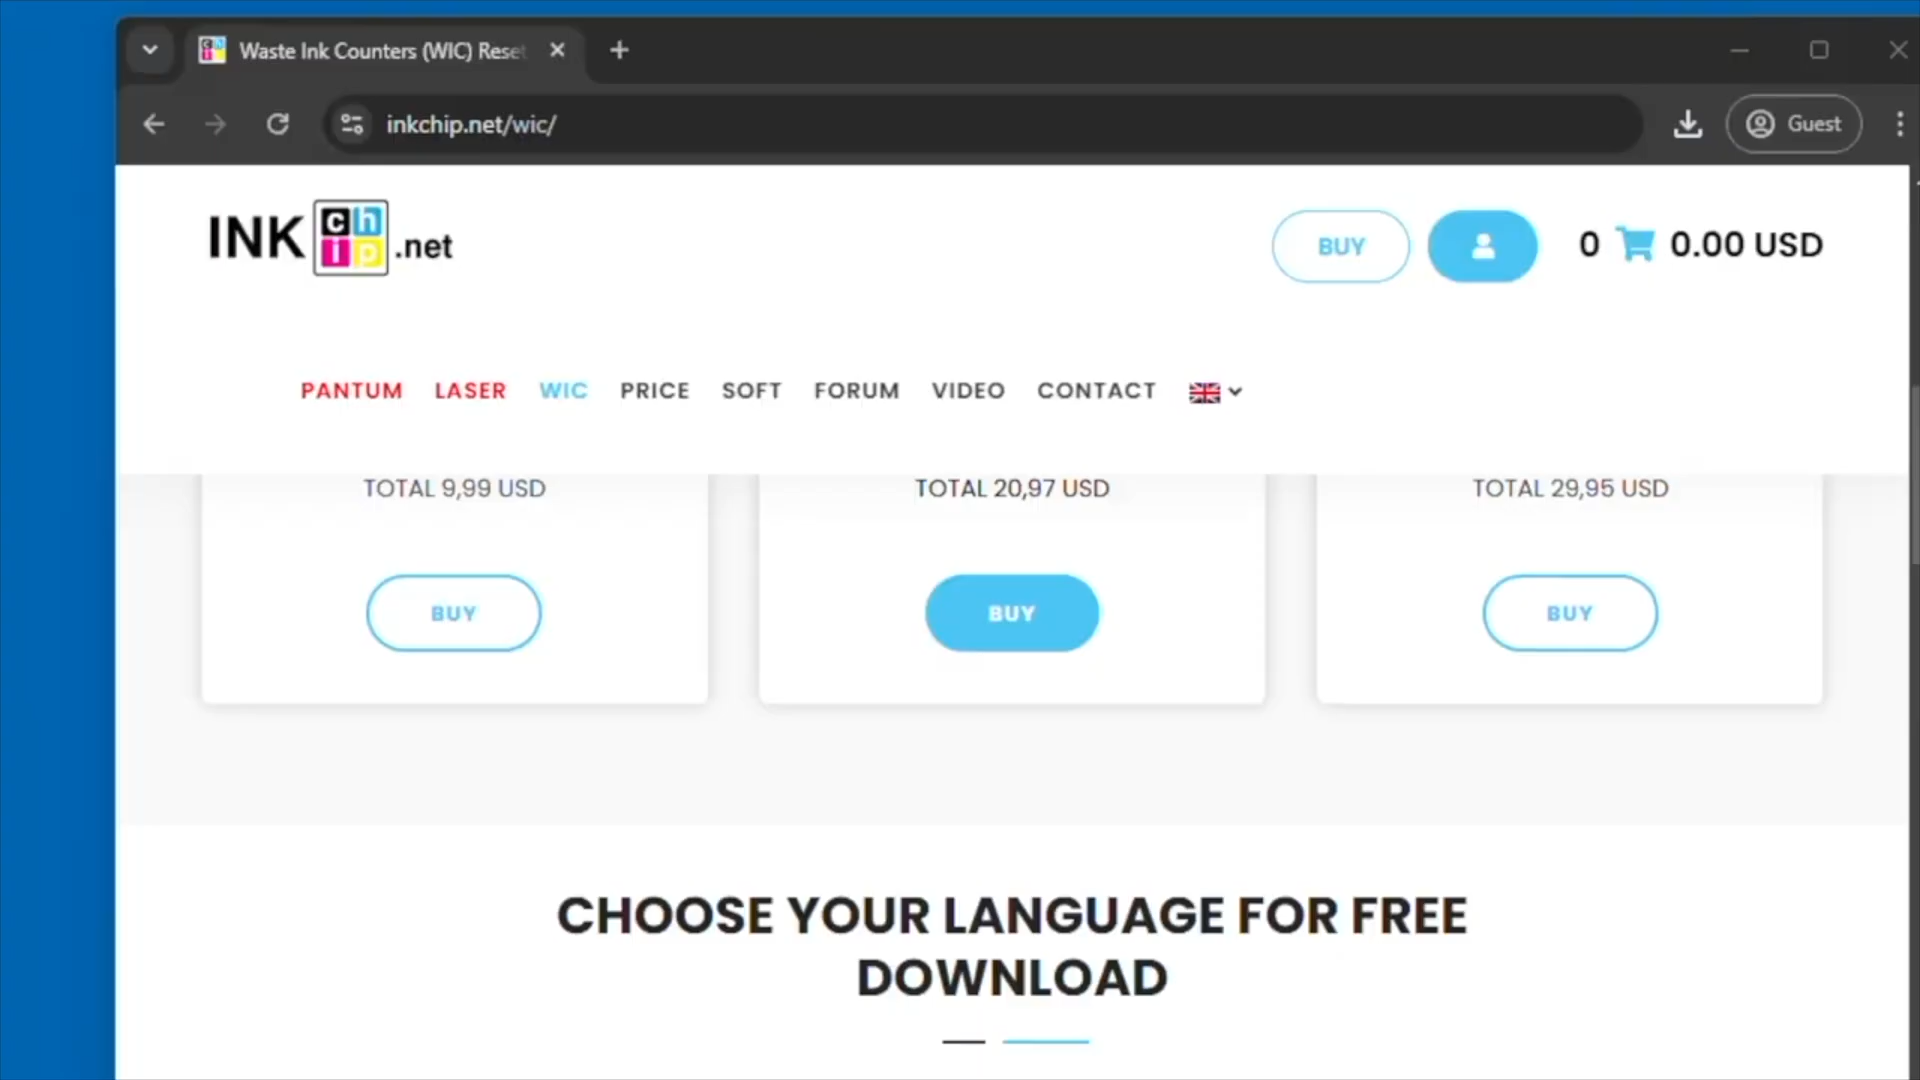 Waste Ink Counters (WIC) Reset
inkchip.net/wic/
Guest
INK chip .net
BUY
0 0.00 USD
PANTUM LASER WIC PRICE SOFT FORUM VIDEO CONTACT
TOTAL 9,99 USD TOTAL 20,97 USD TOTAL 29,95 USD
BUY BUY BUY
CHOOSE YOUR LANGUAGE FOR FREE
DOWNLOAD